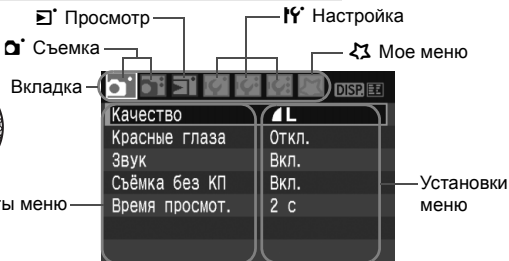 Просмотр
Настройка
Съемка
Мое меню
Вкладка
DISP.
Качество L
Красные глаза Откл.
Звук Вкл.
Съёмка без КП Вкл.
Время просмот. 2 с
Установки
меню
ты меню